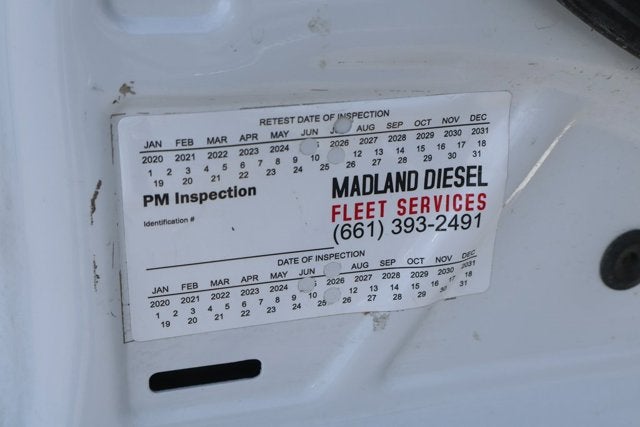 RETEST DATE OF INSPECTION
JAN FEB MAR APR MAY JUN AUG SEP OCT NOV DEC
2020 2021 2022 2023 2024 2026 2027 2028 2029 2030 2031
1 2 3 4 5 6 7 8 9 10 12 13 14 15 16 17 18
19 20 21 22 23 24 25 26 27 28 29 30 31
PM Inspection
Identification #
MADLAND DIESEL
FLEET SERVICES
(661) 393-2491
DATE OF INSPECTION
JAN FEB MAR APR MAY JUN AUG SEP OCT NOV DEC
2020 2021 2022 2023 2024 2026 2027 2028 2029 2030 2031
1 2 3 4 5 6 7 8 9 10 12 13 14 15 16 17 18
19 20 21 22 23 24 25 26 27 28 29 30 31